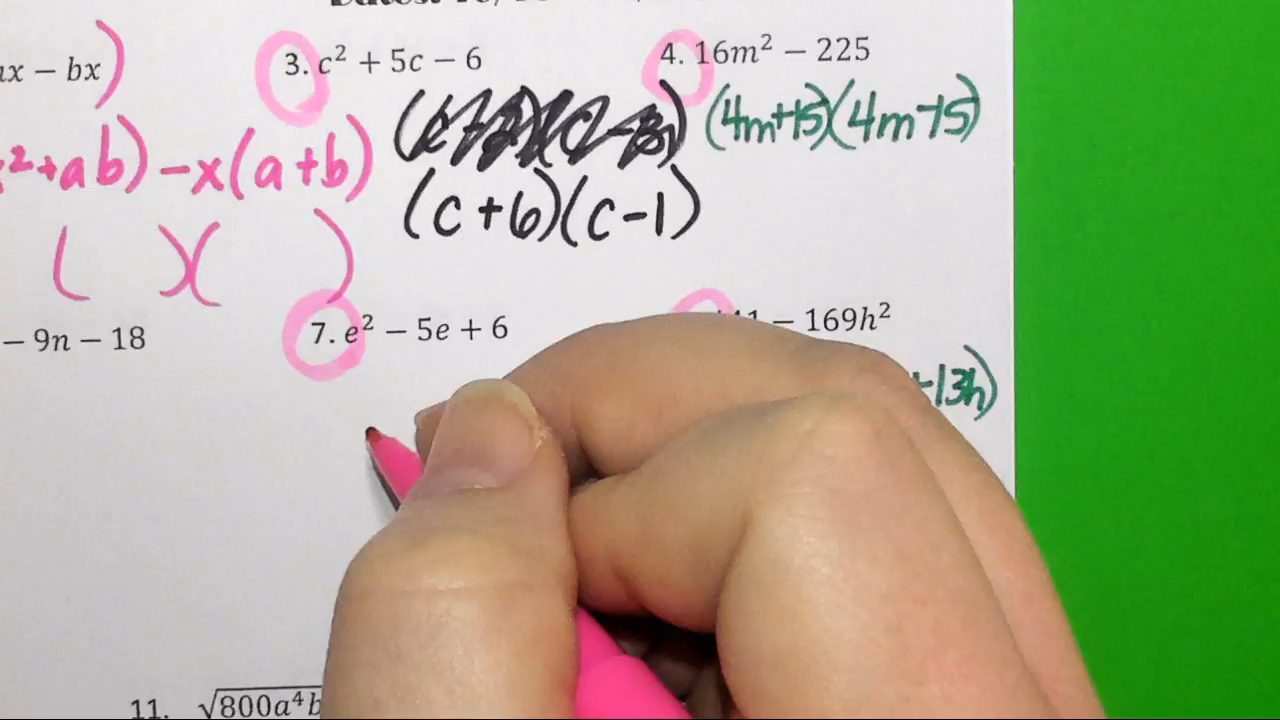 3. c² + 5c − 6
4. 16m² − 225
x − bx)
(4m+15)(4m-15)
²+ab) -x(a+b)
(c+6)(c-1)
(   )(   )
− 9n − 18
7. e² − 5e + 6
− 169h²
-13h)
11. √800a⁴b